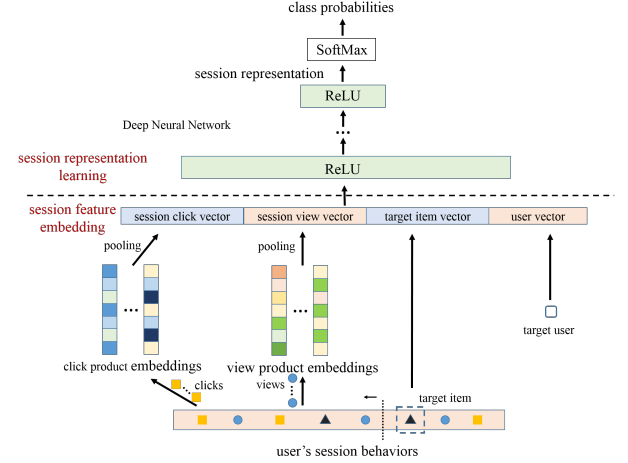 class probabilities
SoftMax
session representation
ReLU
Deep Neural Network
...
session representation
learning
ReLU
session feature
embedding
session click vector
session view vector
target item vector
user vector
pooling
pooling
...
...
target user
click product embeddings
view product embeddings
clicks
views
target item
user's session behaviors